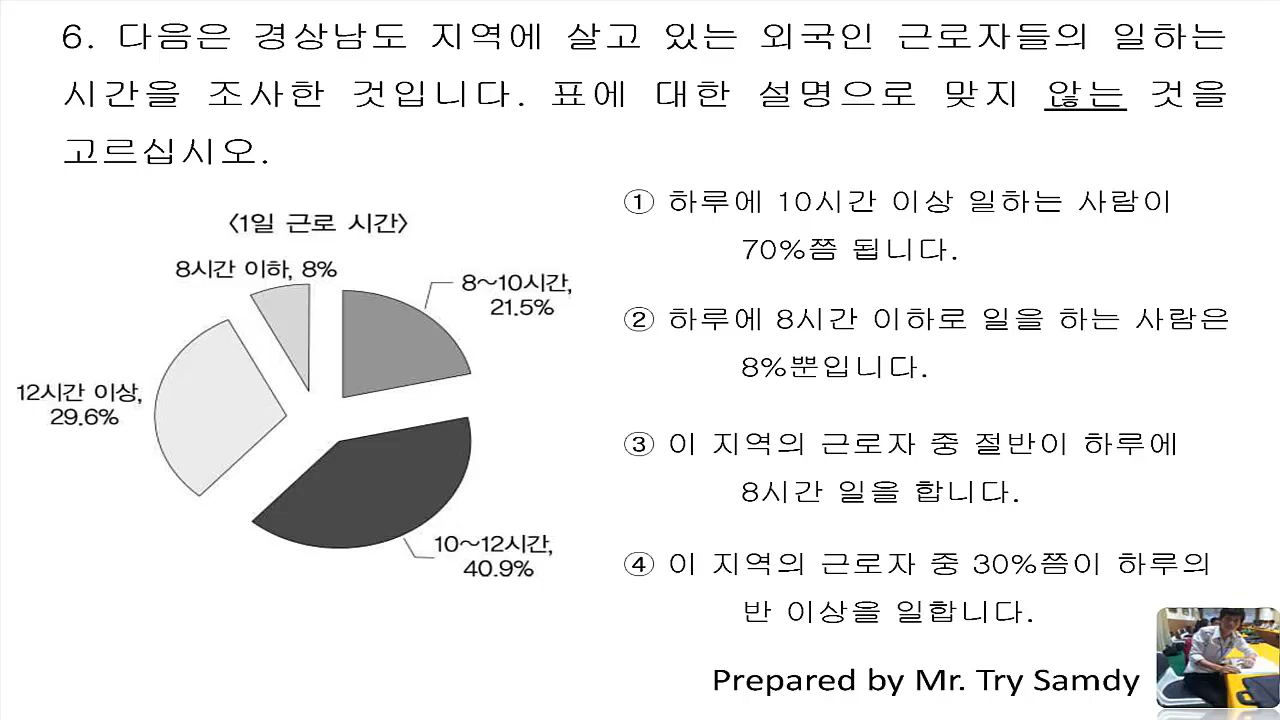 6. 다음은 경상남도 지역에 살고 있는 외국인 근로자들의 일하는
시간을 조사한 것입니다. 표에 대한 설명으로 맞지 않는 것을
고르십시오.
〈1일 근로 시간〉
8시간 이하, 8%
8～10시간,
21.5%
12시간 이상,
29.6%
10～12시간,
40.9%
① 하루에 10시간 이상 일하는 사람이
70%쯤 됩니다.
② 하루에 8시간 이하로 일을 하는 사람은
8%뿐입니다.
③ 이 지역의 근로자 중 절반이 하루에
8시간 일을 합니다.
④ 이 지역의 근로자 중 30%쯤이 하루의
반 이상을 일합니다.
Prepared by Mr. Try Samdy